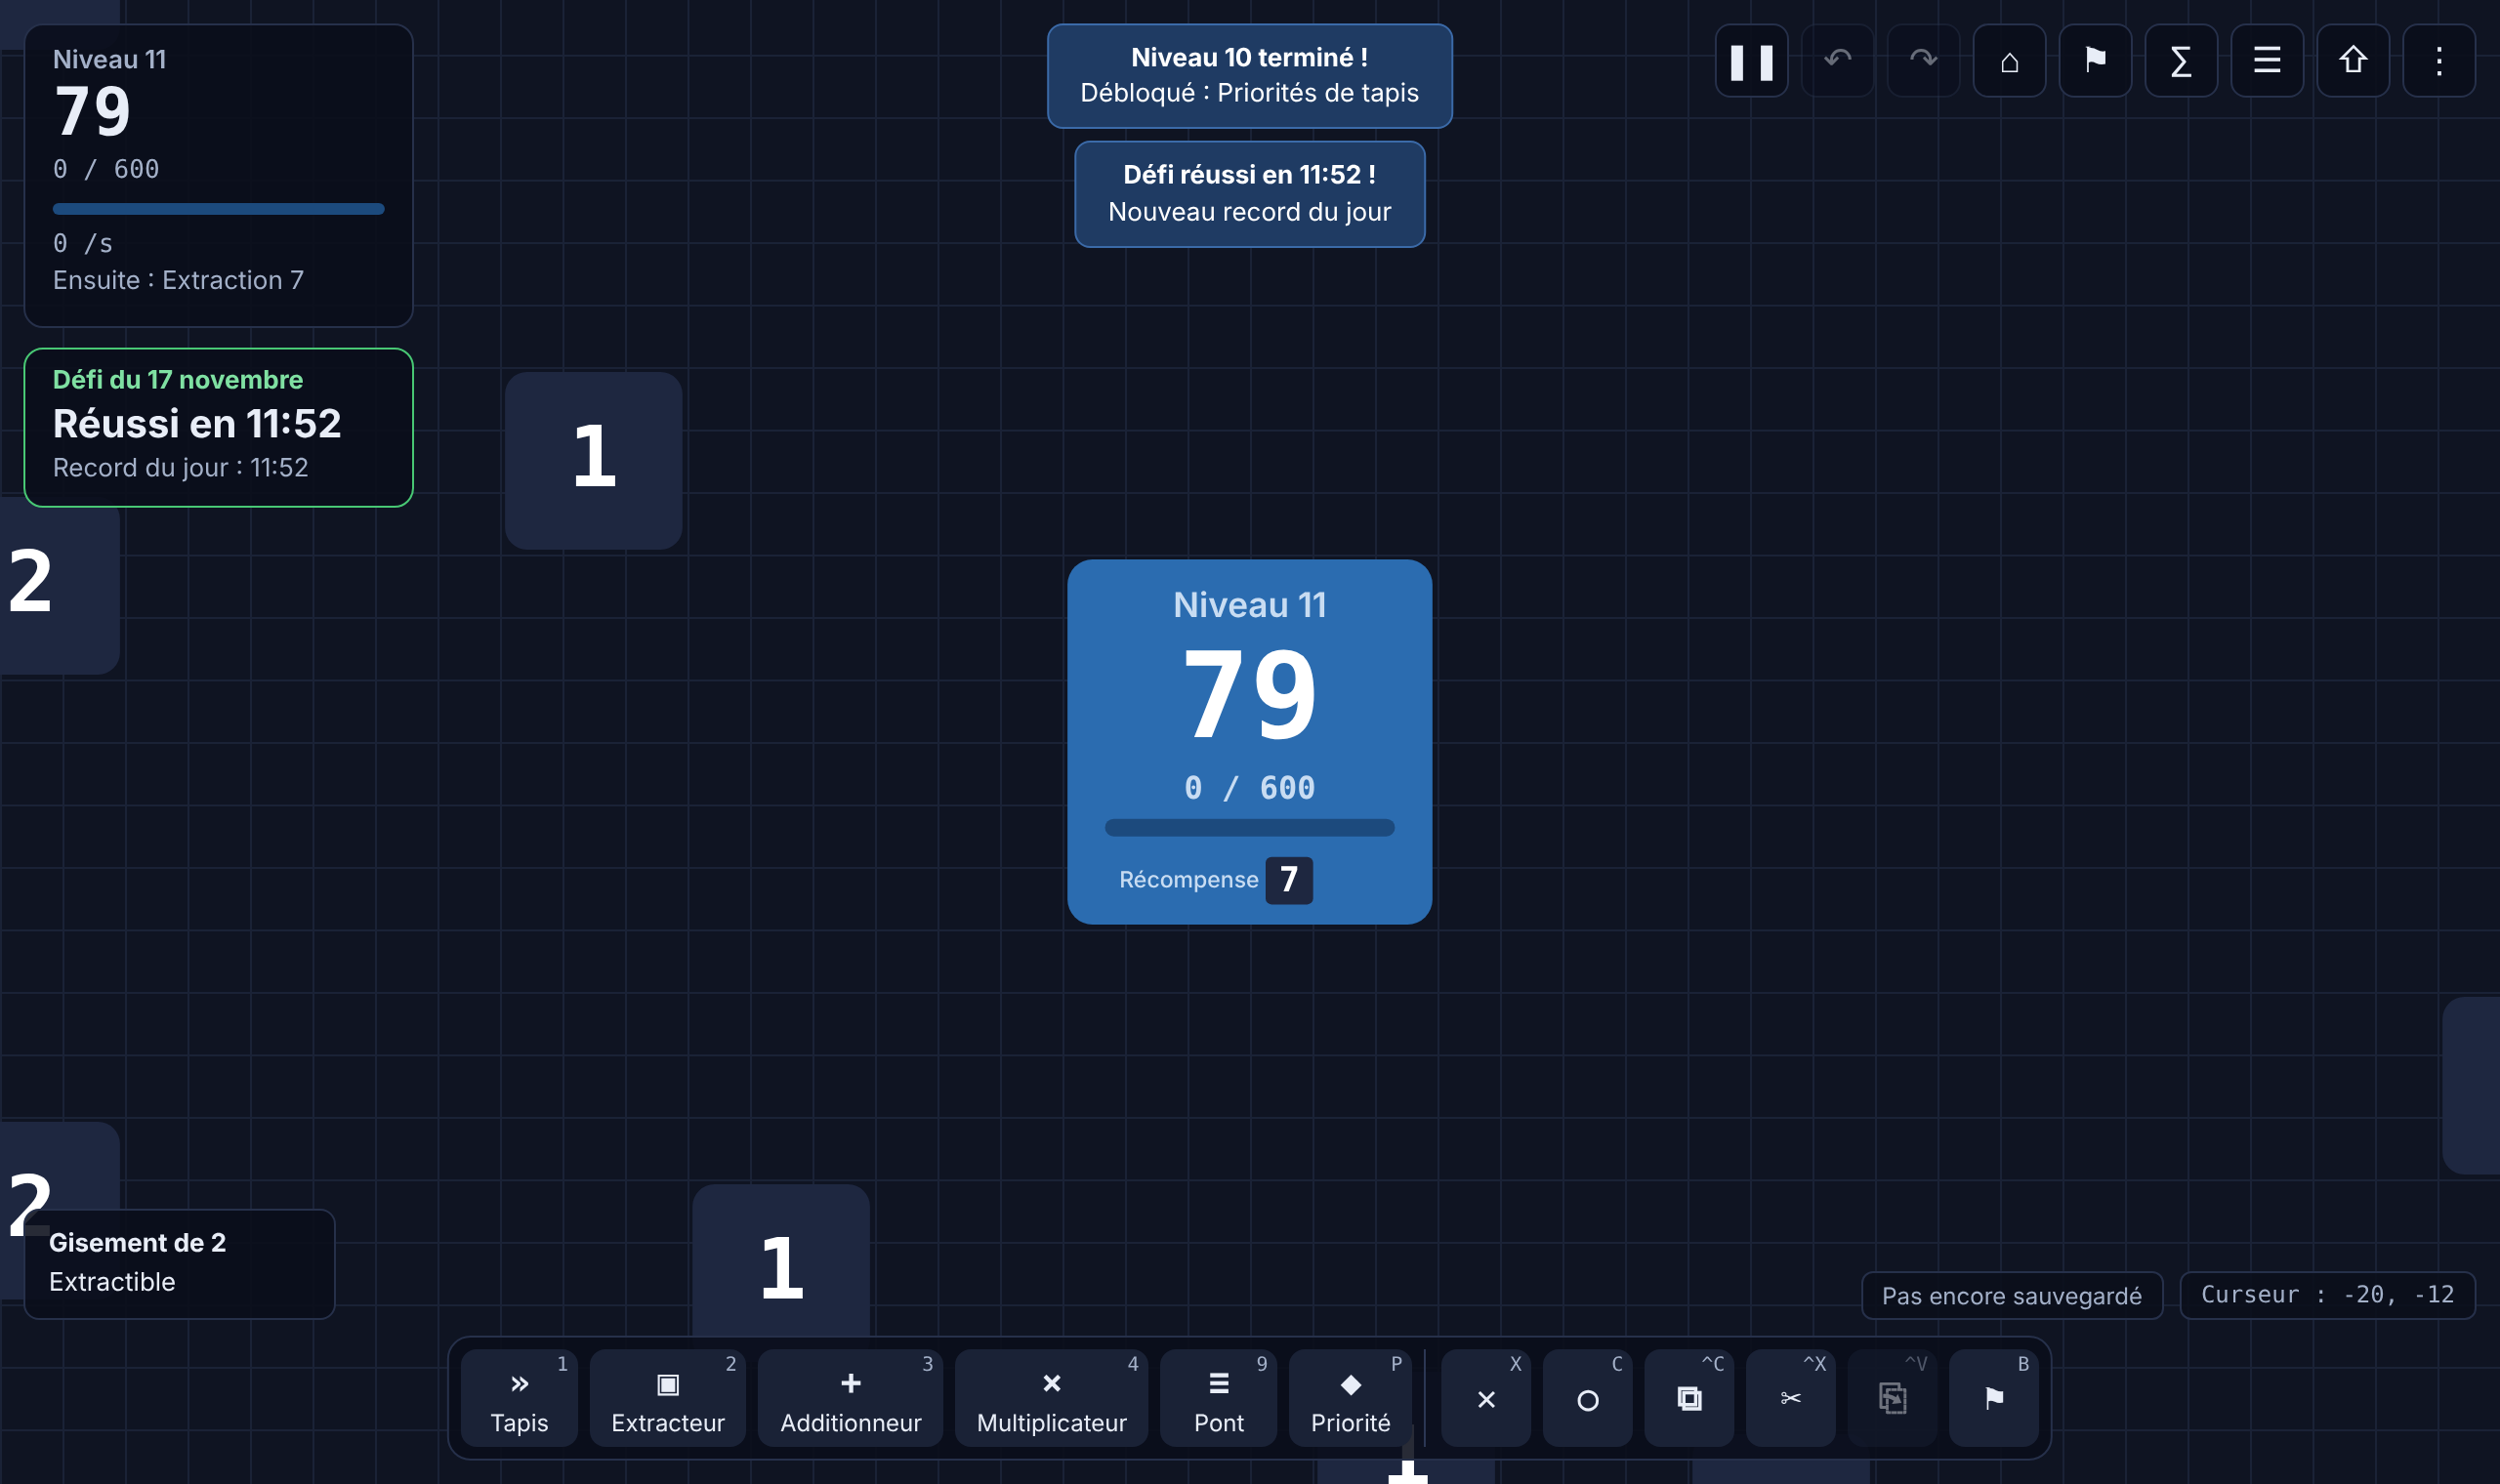 Niveau 11
79
0 / 600
0 /s
Ensuite : Extraction 7
Défi du 17 novembre
Réussi en 11:52
Record du jour : 11:52
Niveau 10 terminé !
Débloqué : Priorités de tapis
Défi réussi en 11:52 !
Nouveau record du jour
1
2
Niveau 11
79
0 / 600
Récompense 7
2
Gisement de 2
Extractible
1
Pas encore sauvegardé
Curseur : -20, -12
1 Tapis
2 Extracteur
3 Additionneur
4 Multiplicateur
9 Pont
P Priorité
X
C
^C
^X
^V
B
1